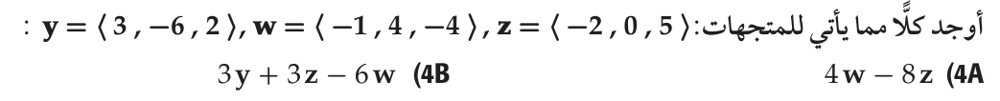 أوجد كلًّا مما يأتي للمتجهات: y = ⟨ 3 , −6 , 2 ⟩, w = ⟨ −1 , 4 , −4 ⟩, z = ⟨ −2 , 0 , 5 ⟩ :
4w − 8z (4A 3y + 3z − 6w (4B